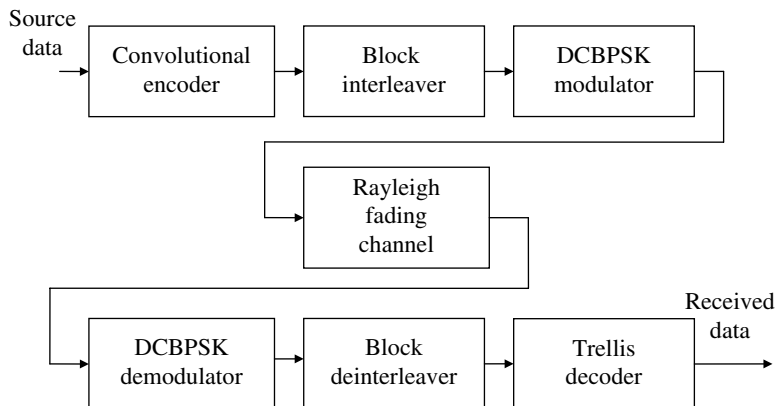 Source
data
Convolutional
encoder
Block
interleaver
DCBPSK
modulator
Rayleigh
fading
channel
DCBPSK
demodulator
Block
deinterleaver
Trellis
decoder
Received
data